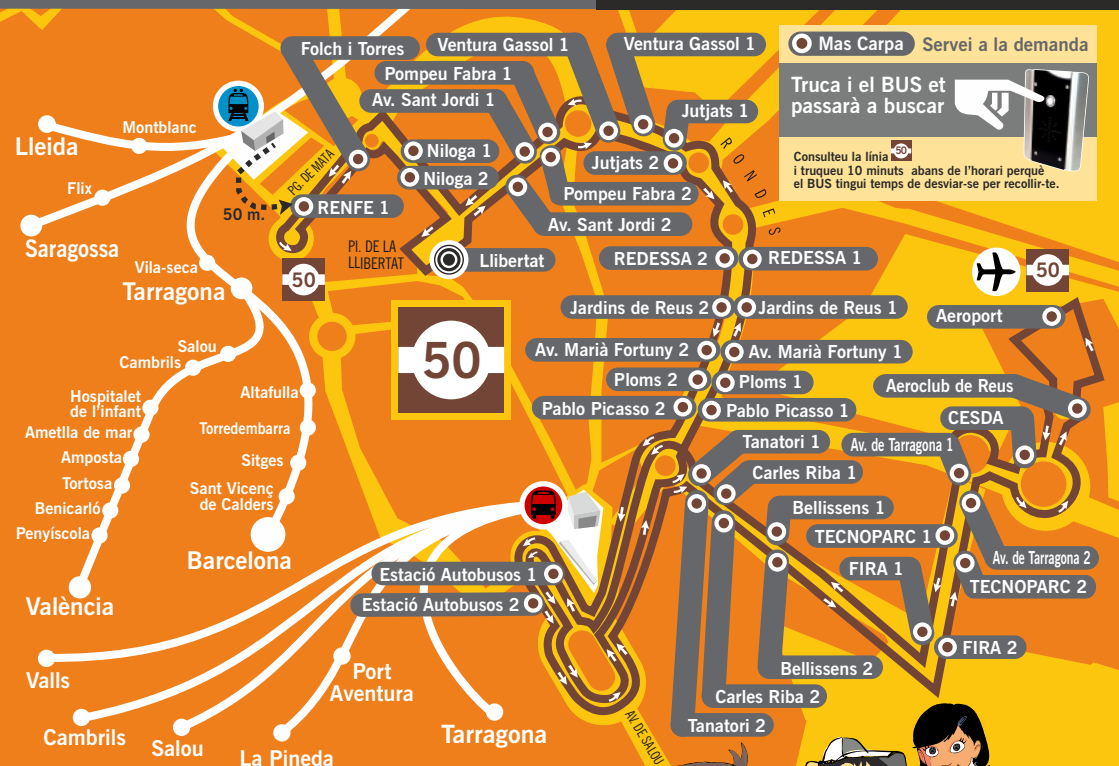 Folch i Torres
Ventura Gassol 1
Ventura Gassol 1
Pompeu Fabra 1
Av. Sant Jordi 1
Jutjats 1
Mas Carpa
Servei a la demanda
Truca i el BUS et
passarà a buscar
Consulteu la línia 50
i truqueu 10 minuts abans de l'horari perquè
el BUS tingui temps de desviar-se per recollir-te.
Lleida
Montblanc
Flix
Saragossa
50 m.
PG. DE MATA
Niloga 1
Niloga 2
RENFE 1
Jutjats 2
RONDES
Pompeu Fabra 2
Av. Sant Jordi 2
Pl. DE LA
LLIBERTAT
Llibertat
50
REDESSA 2
REDESSA 1
50
Vila-seca
Tarragona
Salou
Cambrils
Hospitalet
de l'infant
Ametlla de mar
Amposta
Tortosa
Benicarló
Penyíscola
València
Altafulla
Torredembarra
Sitges
Sant Vicenç
de Calders
Barcelona
50
Jardins de Reus 2
Jardins de Reus 1
Av. Marià Fortuny 2
Av. Marià Fortuny 1
Ploms 2
Ploms 1
Pablo Picasso 2
Pablo Picasso 1
Aeroport
Aeroclub de Reus
CESDA
Tanatori 1
Av. de Tarragona 1
Carles Riba 1
Bellissens 1
TECNOPARC 1
FIRA 1
Av. de Tarragona 2
TECNOPARC 2
FIRA 2
Estació Autobusos 1
Estació Autobusos 2
Bellissens 2
Carles Riba 2
Tanatori 2
AV. DE SALOU
Valls
Cambrils
Salou
La Pineda
Port
Aventura
Tarragona